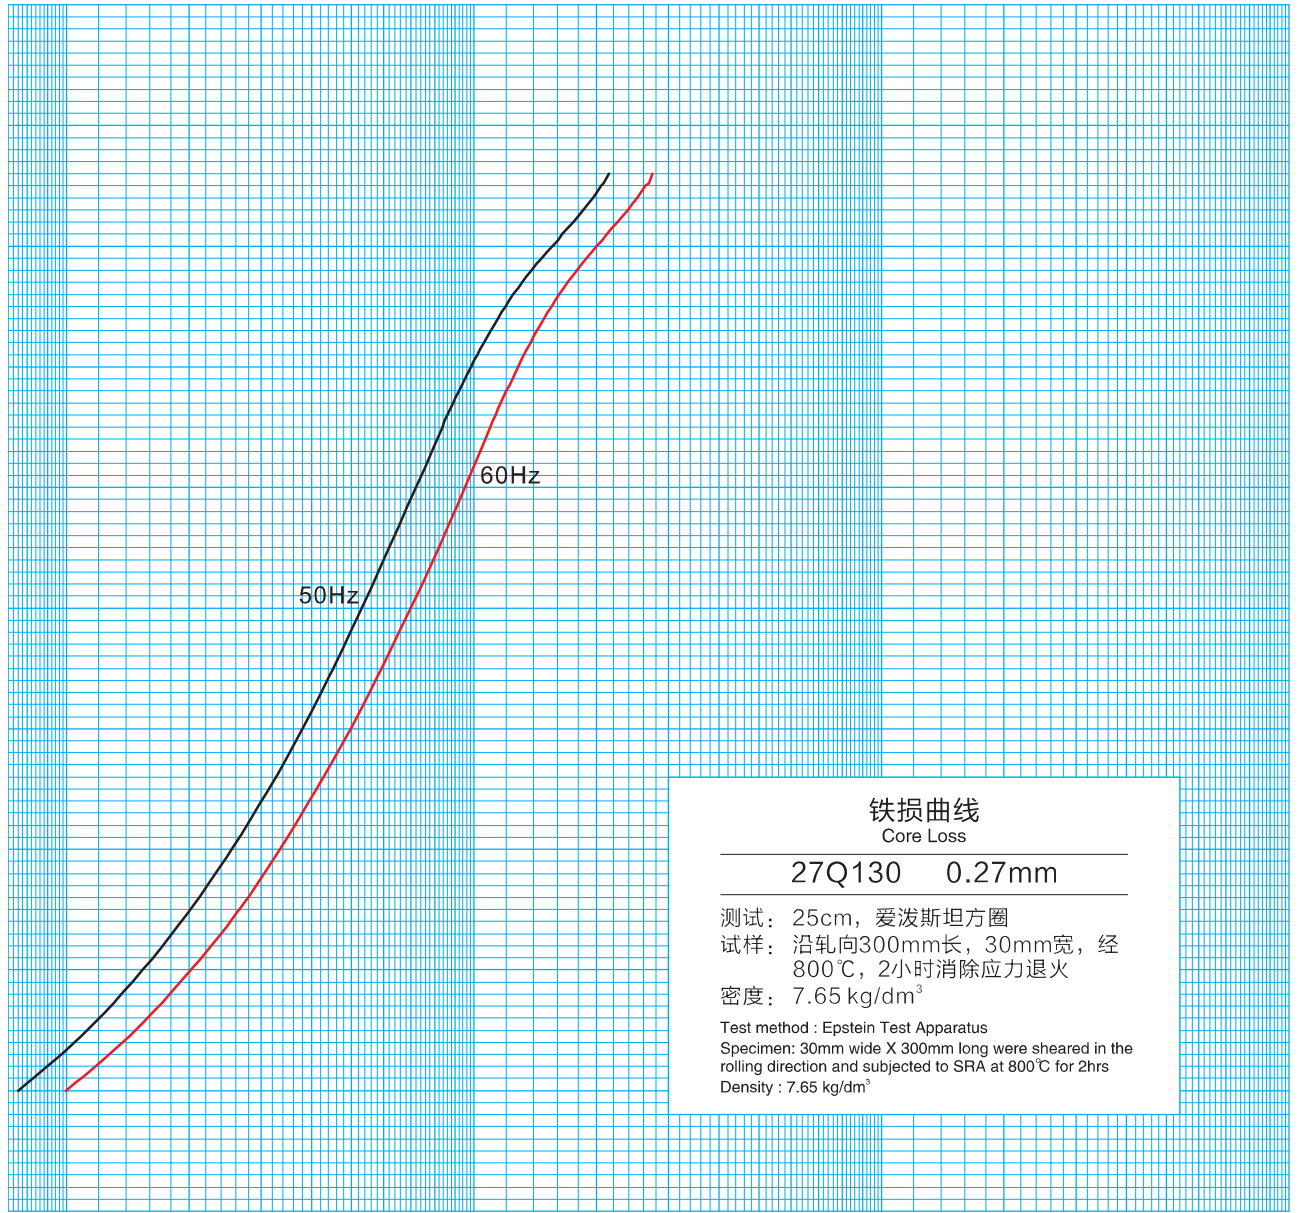 60Hz
50Hz
铁损曲线
Core Loss
27Q130 0.27mm
测试： 25cm，爱泼斯坦方圈
试样： 沿轧向300mm长，30mm宽，经
800℃，2小时消除应力退火
密度： 7.65 kg/dm³
Test method : Epstein Test Apparatus
Specimen: 30mm wide X 300mm long were sheared in the
rolling direction and subjected to SRA at 800℃ for 2hrs
Density : 7.65 kg/dm³